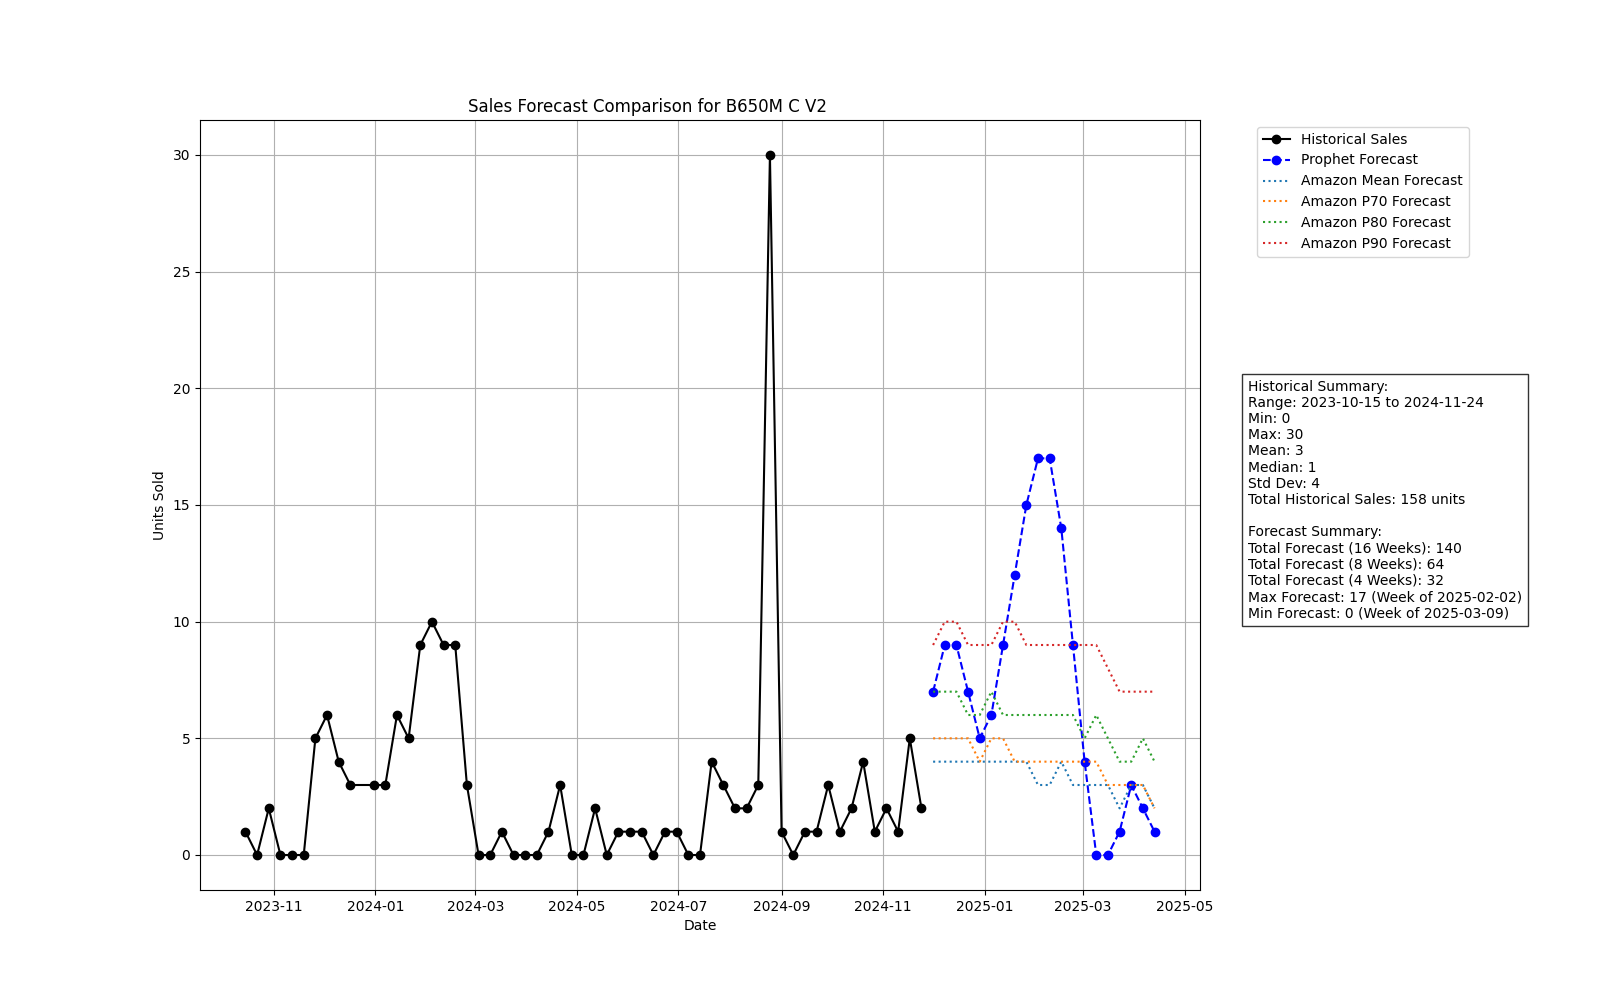 Sales Forecast Comparison for B650M C V2
Historical Sales
Prophet Forecast
Amazon Mean Forecast
Amazon P70 Forecast
Amazon P80 Forecast
Amazon P90 Forecast
30
25
20
15
10
5
0
Units Sold
2023-11
2024-01
2024-03
2024-05
2024-07
2024-09
2024-11
2025-01
2025-03
2025-05
Date
Historical Summary:
Range: 2023-10-15 to 2024-11-24
Min: 0
Max: 30
Mean: 3
Median: 1
Std Dev: 4
Total Historical Sales: 158 units
Forecast Summary:
Total Forecast (16 Weeks): 140
Total Forecast (8 Weeks): 64
Total Forecast (4 Weeks): 32
Max Forecast: 17 (Week of 2025-02-02)
Min Forecast: 0 (Week of 2025-03-09)